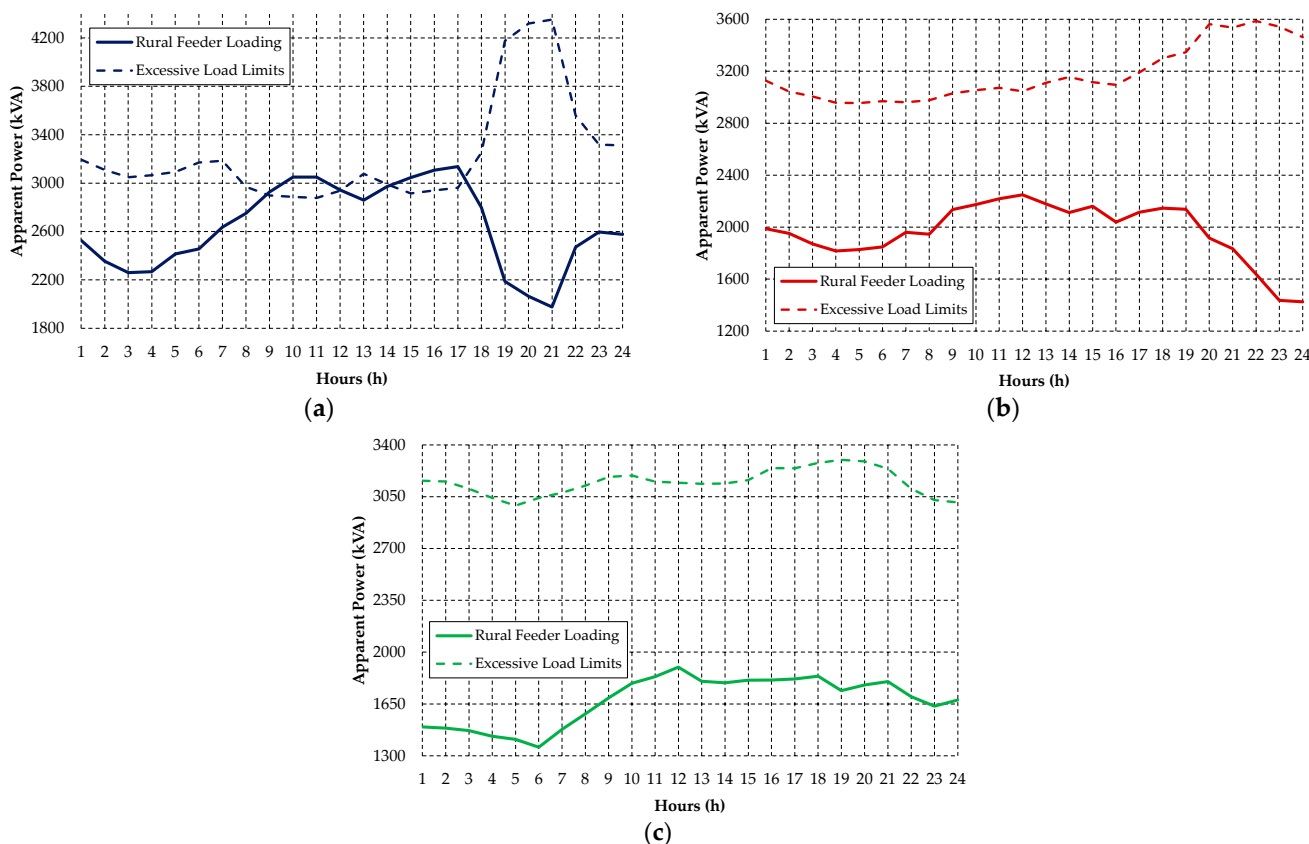 4200
3800
3400
3000
2600
2200
1800
Apparent Power (kVA)
Rural Feeder Loading
Excessive Load Limits
1 2 3 4 5 6 7 8 9 10 11 12 13 14 15 16 17 18 19 20 21 22 23 24
Hours (h)
(a)
3600
3200
2800
2400
2000
1600
1200
Apparent Power (kVA)
Rural Feeder Loading
Excessive Load Limits
1 2 3 4 5 6 7 8 9 10 11 12 13 14 15 16 17 18 19 20 21 22 23 24
Hours (h)
(b)
3400
3050
2700
2350
2000
1650
1300
Apparent Power (kVA)
Rural Feeder Loading
Excessive Load Limits
1 2 3 4 5 6 7 8 9 10 11 12 13 14 15 16 17 18 19 20 21 22 23 24
Hours (h)
(c)